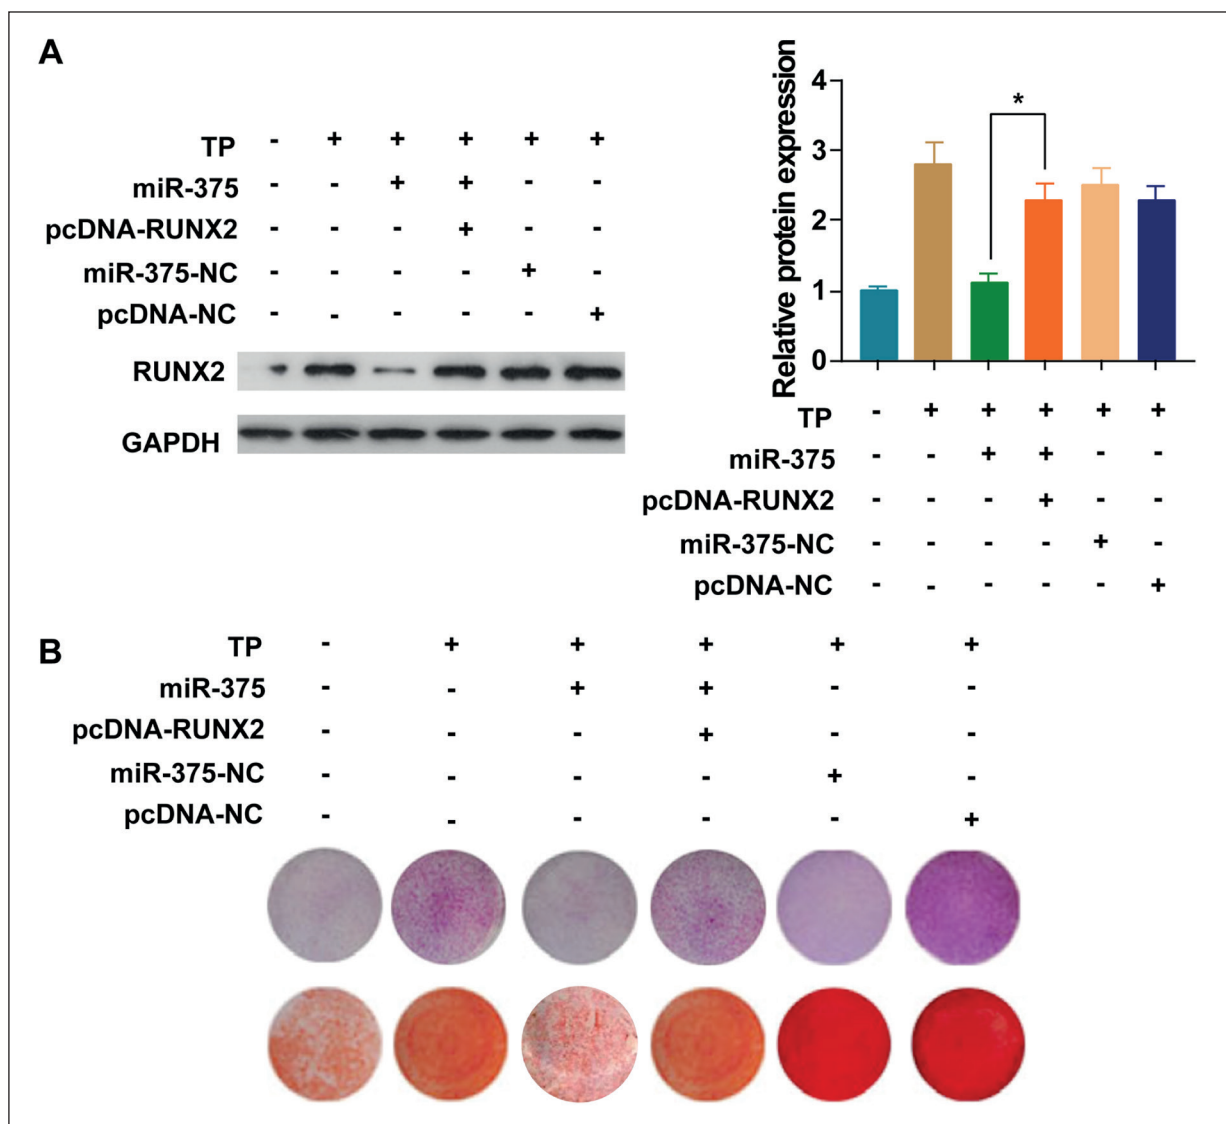 A
TP - + + + + +
miR-375 - - + + - -
pcDNA-RUNX2 - - - + - -
miR-375-NC - - - - + -
pcDNA-NC - - - - - +
RUNX2
GAPDH
Relative protein expression
4
3
2
1
0
*
TP - + + + + +
miR-375 - - + + - -
pcDNA-RUNX2 - - - + - -
miR-375-NC - - - - + -
pcDNA-NC - - - - - +
B
TP - + + + + +
miR-375 - - + + - -
pcDNA-RUNX2 - - - + - -
miR-375-NC - - - - + -
pcDNA-NC - - - - - +